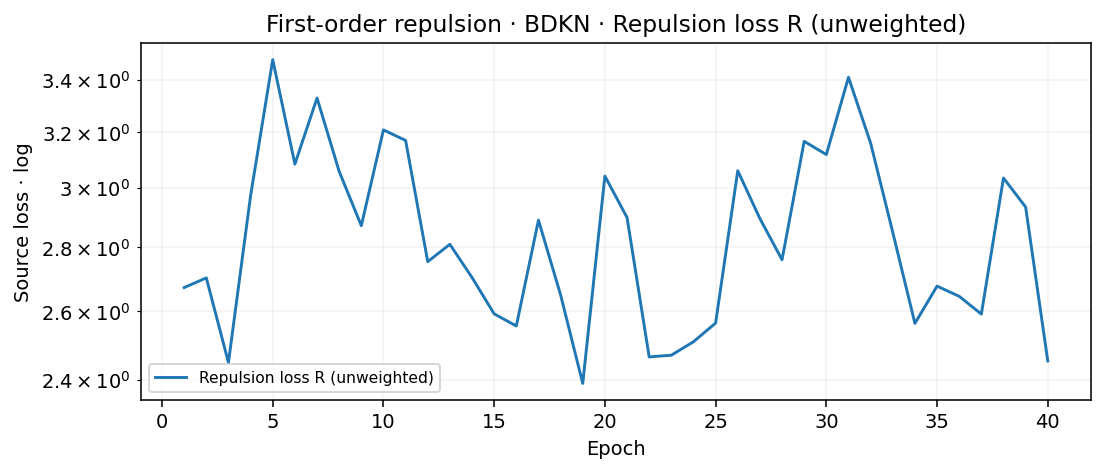 First-order repulsion · BDKN · Repulsion loss R (unweighted)
Source loss · log
3.4 × 10⁰
3.2 × 10⁰
3 × 10⁰
2.8 × 10⁰
2.6 × 10⁰
2.4 × 10⁰
Repulsion loss R (unweighted)
0 5 10 15 20 25 30 35 40
Epoch